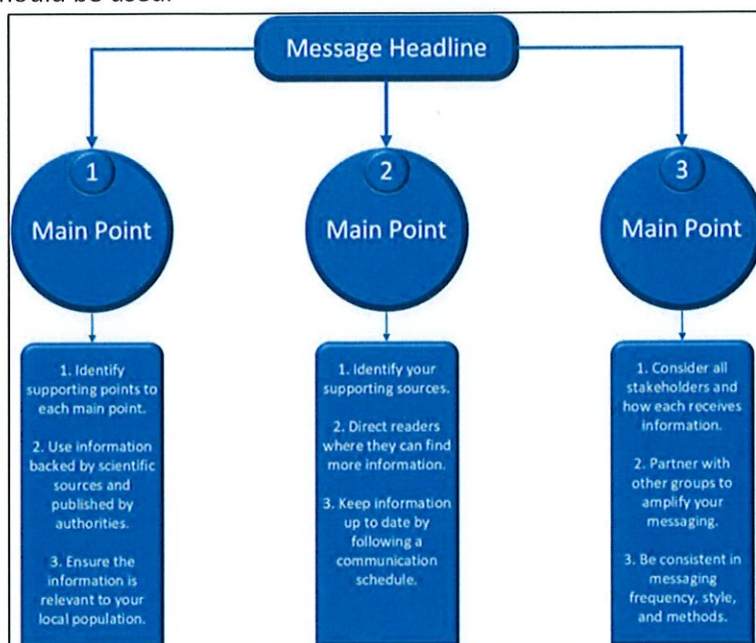 should be used.
Message Headline
1
Main Point
2
Main Point
3
Main Point
1. Identify
supporting points to
each main point.
2. Use information
backed by scientific
sources and
published by
authorities.
3. Ensure the
information is
relevant to your
local population.
1. Identify your
supporting sources.
2. Direct readers
where they can find
more information.
3. Keep information
up to date by
following a
communication
schedule.
1. Consider all
stakeholders and
how each receives
information.
2. Partner with
other groups to
amplify your
messaging.
3. Be consistent in
messaging
frequency, style,
and methods.